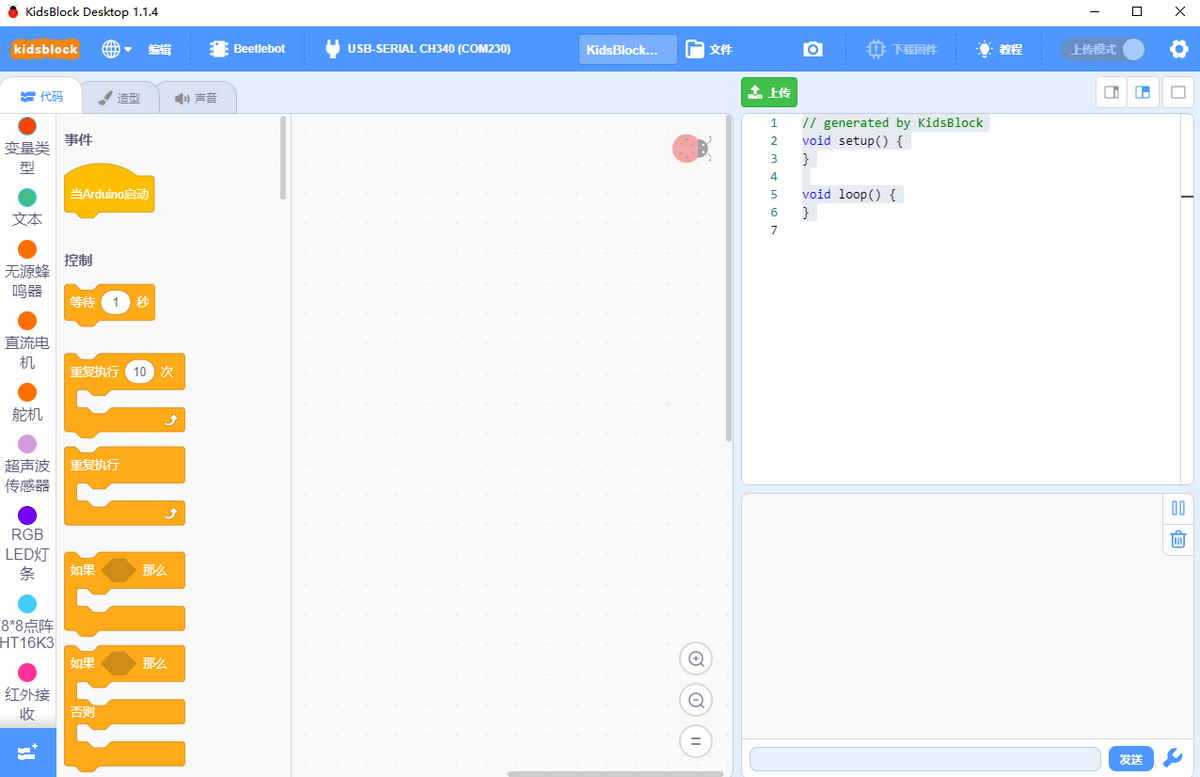 KidsBlock Desktop 1.1.4
kidsblock
编辑
Beetlebot
USB-SERIAL CH340 (COM230)
KidsBlock...
文件
下载固件
教程
上传模式
代码
造型
声音
上传
变量类
型
文本
无源蜂
鸣器
直流电
机
舵机
超声波
传感器
RGB
LED灯
条
8*8点阵
HT16K3
红外接
收
事件
当Arduino启动
控制
等待 1 秒
重复执行 10 次
重复执行
如果 那么
如果 那么
否则
1 // generated by KidsBlock
2 void setup() {
3 }
4
5 void loop() {
6 }
7
发送